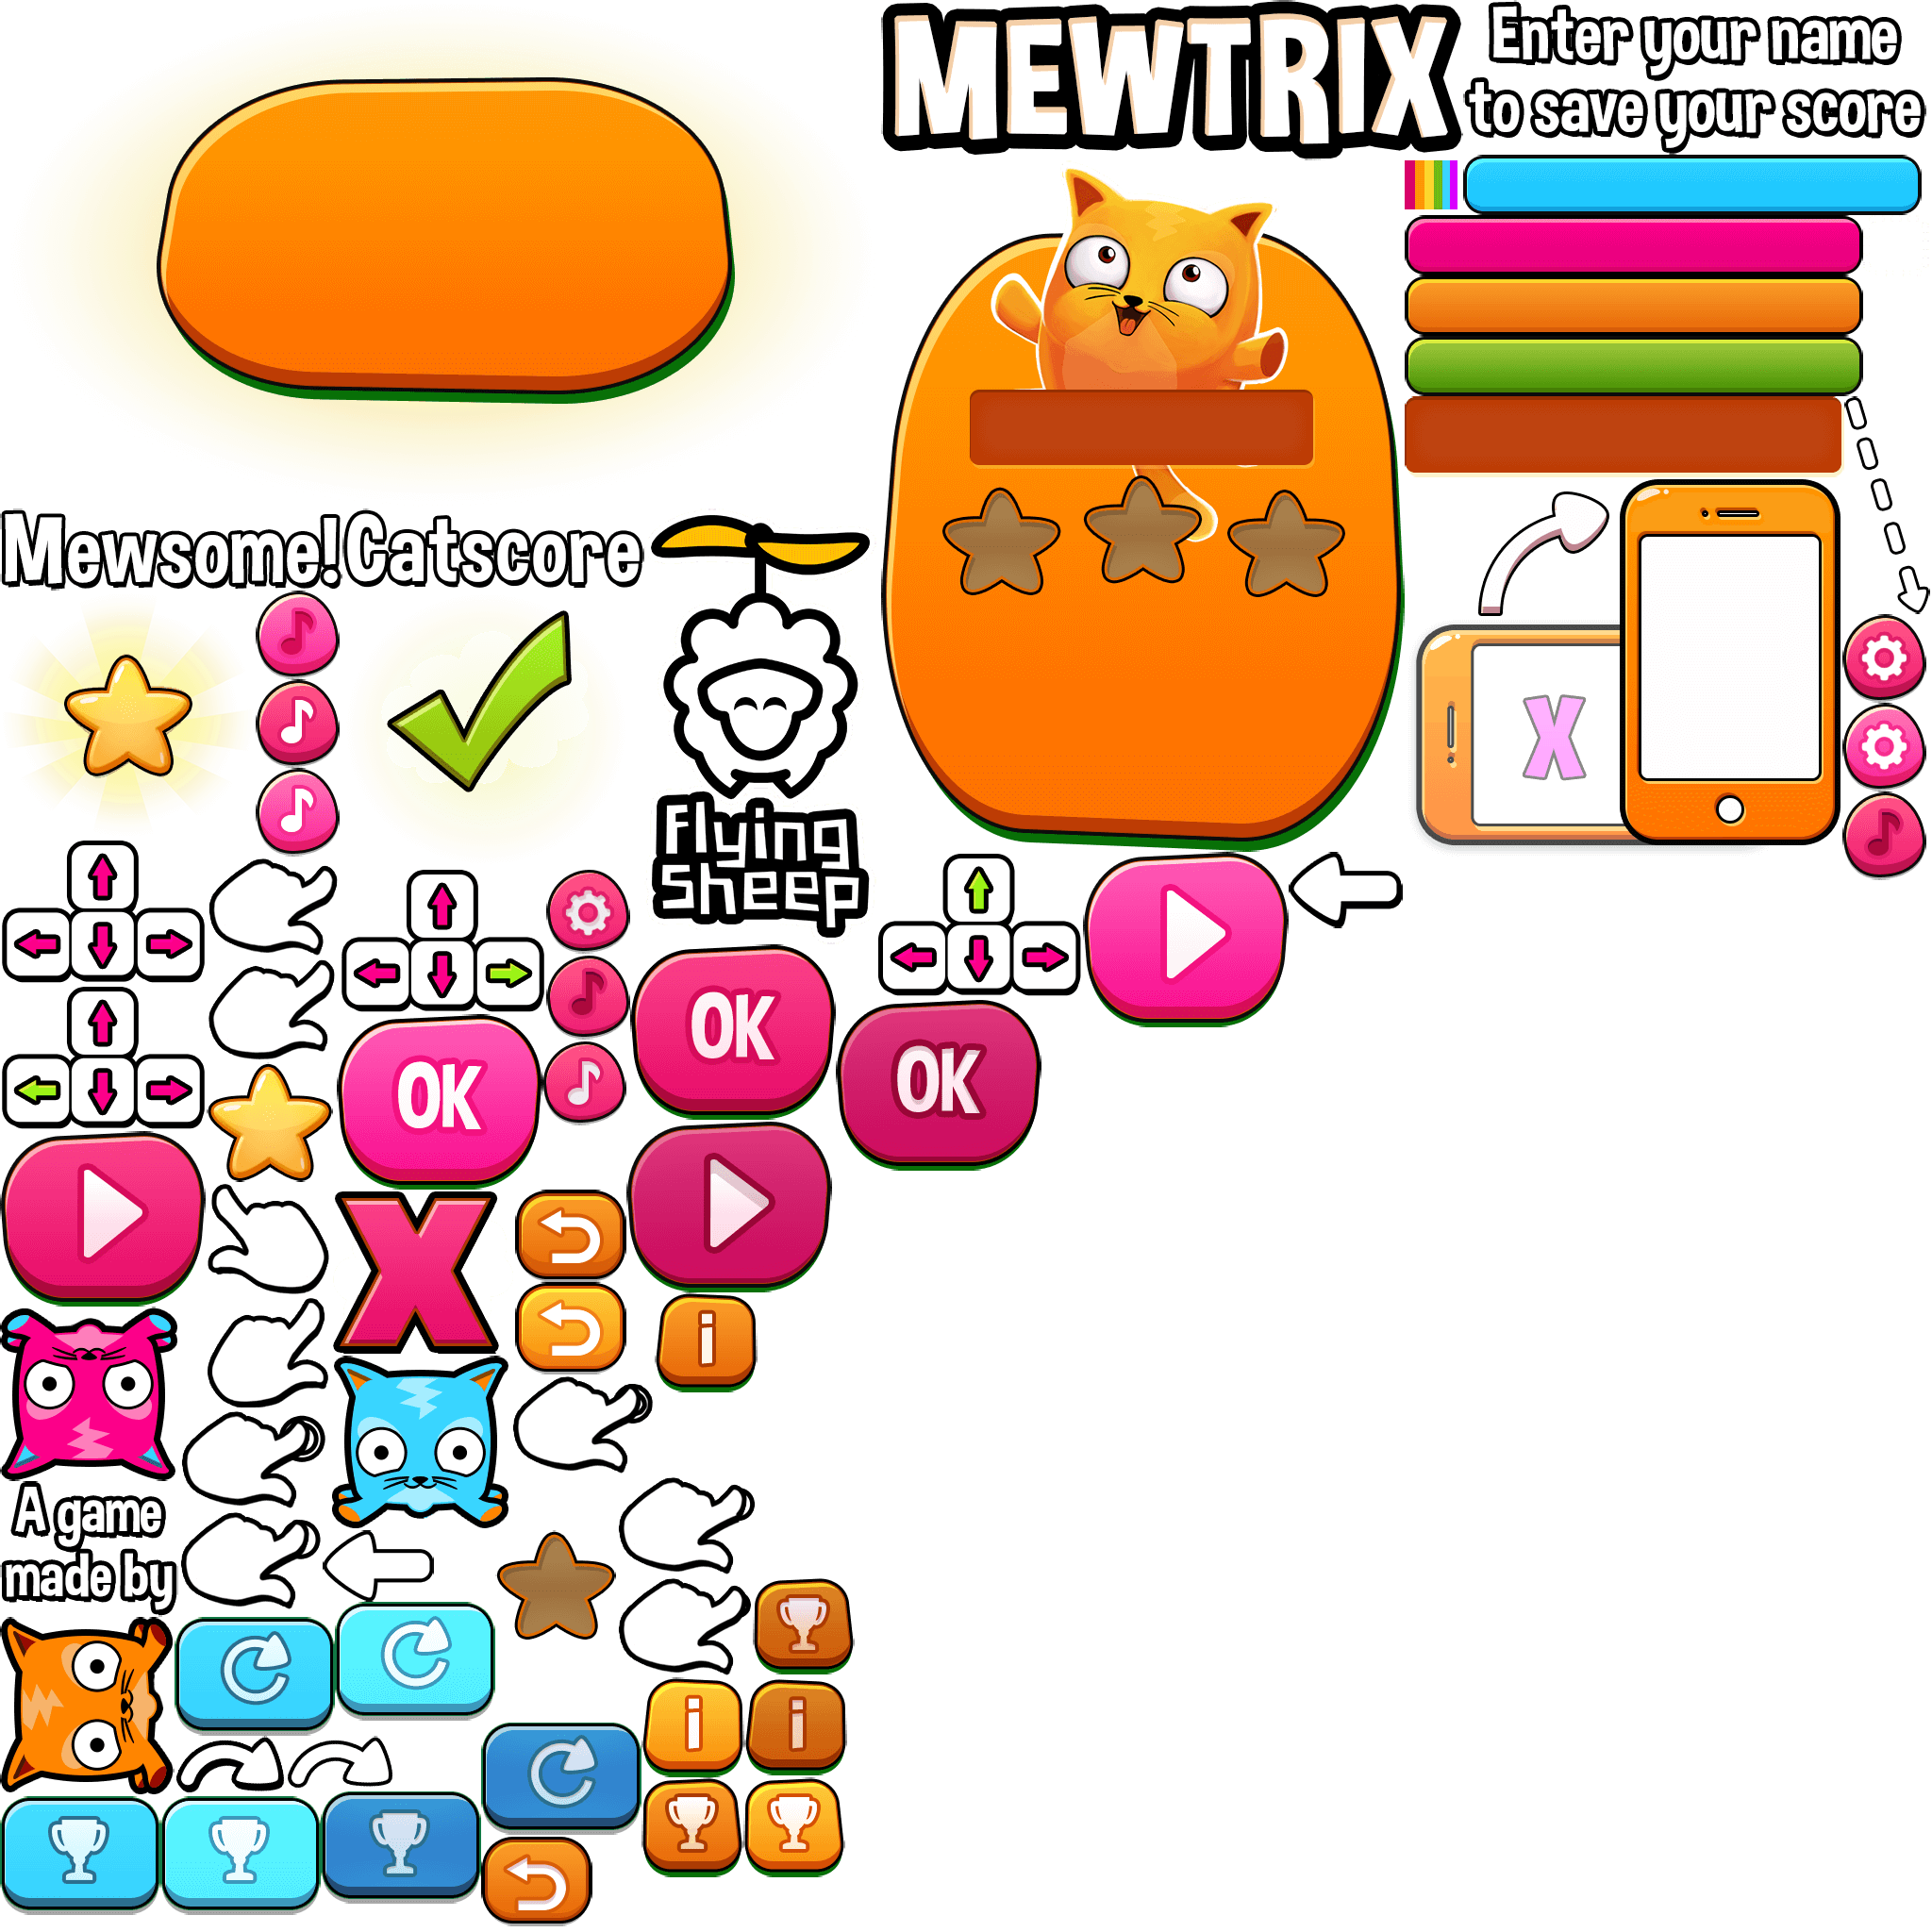 MEWTRIX
Enter your name
to save your score
Mewsome!
Catscore
X
Flying
Sheep
OK
OK
OK
X
i
A game
made by
i
i